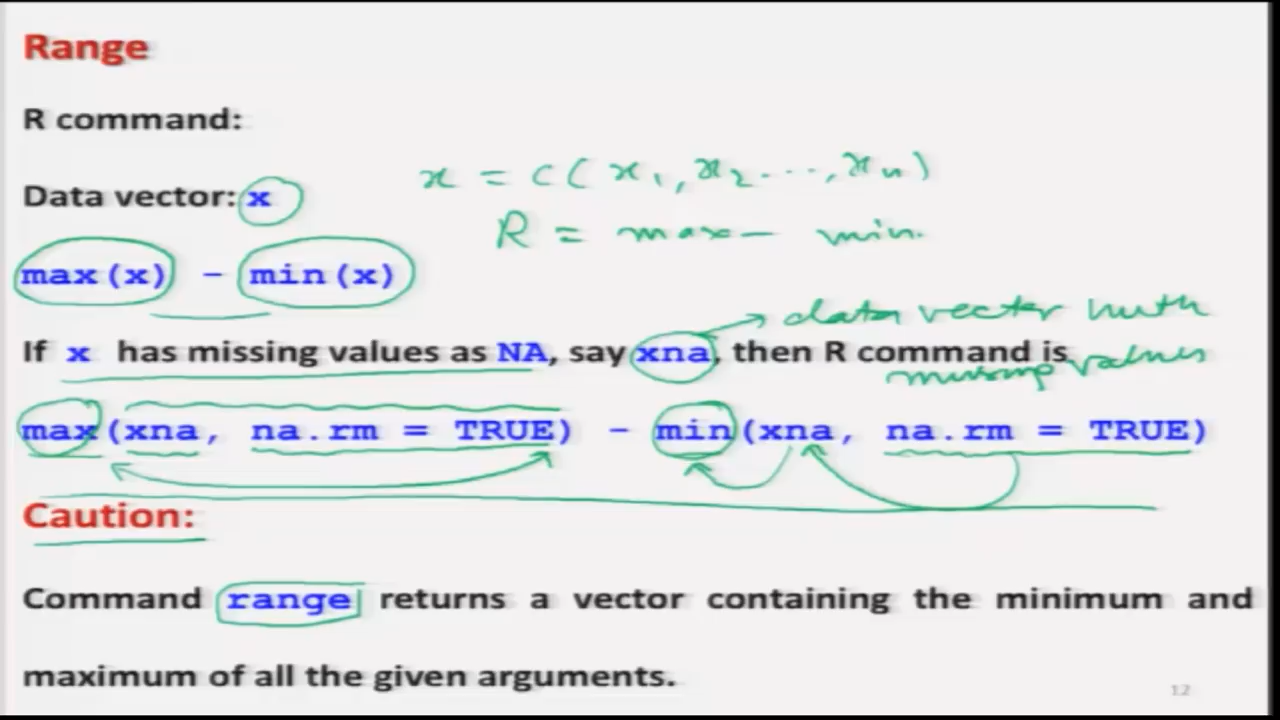 Range
R command:
x = c(x1, x2 ..., xn)
Data vector: x
R = max - min.
max(x) - min(x)
data vector with
If x has missing values as NA, say xna, then R command is
missing values
max(xna, na.rm = TRUE) - min(xna, na.rm = TRUE)
Caution:
Command range returns a vector containing the minimum and
maximum of all the given arguments.
12